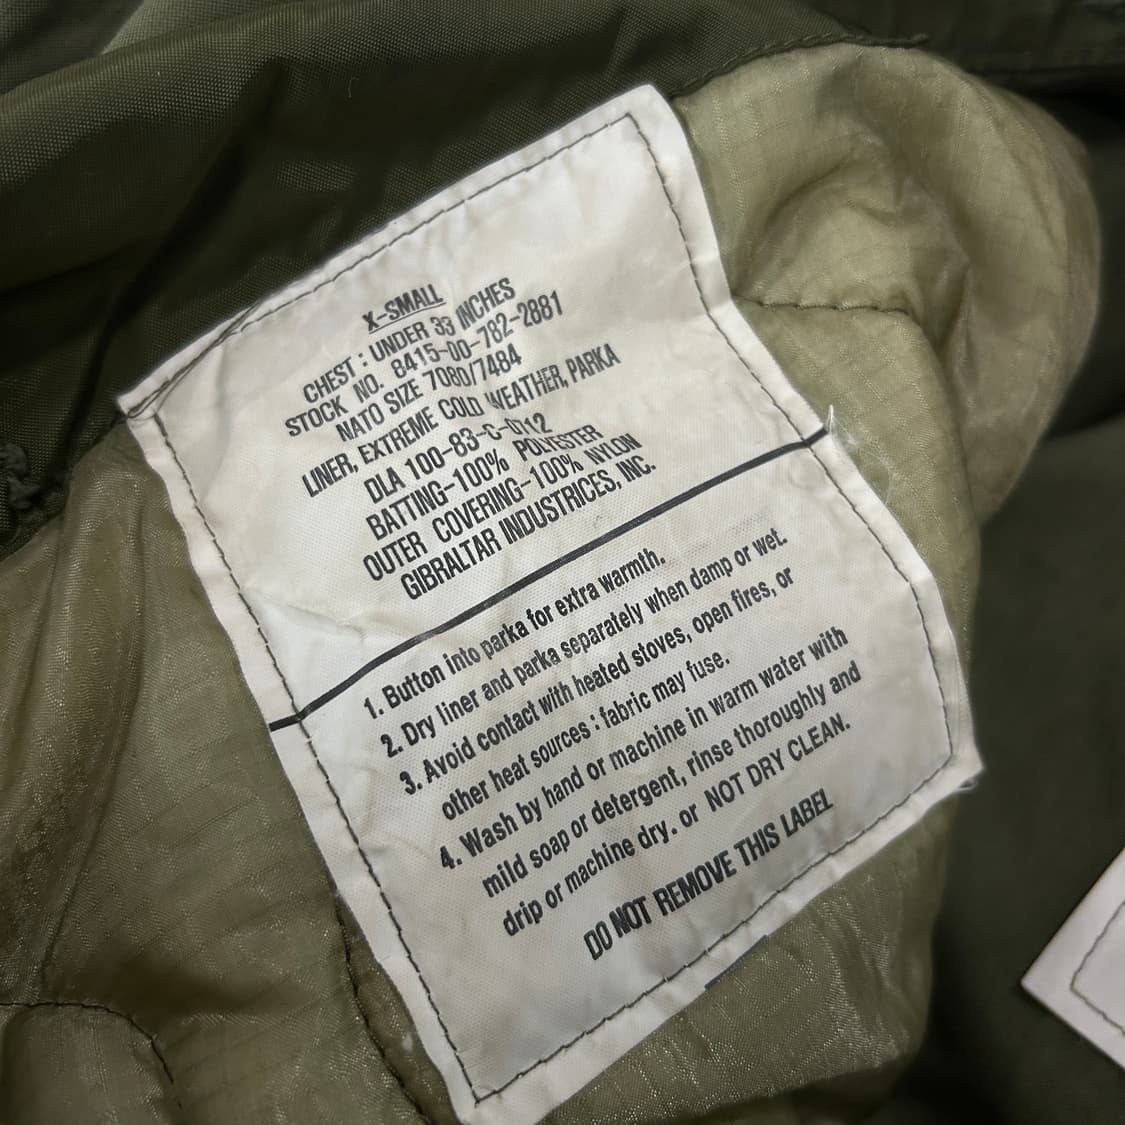 X-SMALL
CHEST : UNDER 33 INCHES
STOCK NO. 8415-00-782-2881
NATO SIZE 7080/7484
LINER, EXTREME COLD WEATHER, PARKA
DLA 100-83-C-0712
BATTING-100% POLYESTER
OUTER COVERING-100% NYLON
GIBRALTAR INDUSTRICES, INC.
1. Button into parka for extra warmth.
2. Dry liner and parka separately when damp or wet.
3. Avoid contact with heated stoves, open fires, or
other heat sources : fabric may fuse.
4. Wash by hand or machine in warm water with
mild soap or detergent, rinse thoroughly and
drip or machine dry. or NOT DRY CLEAN.
DO NOT REMOVE THIS LABEL